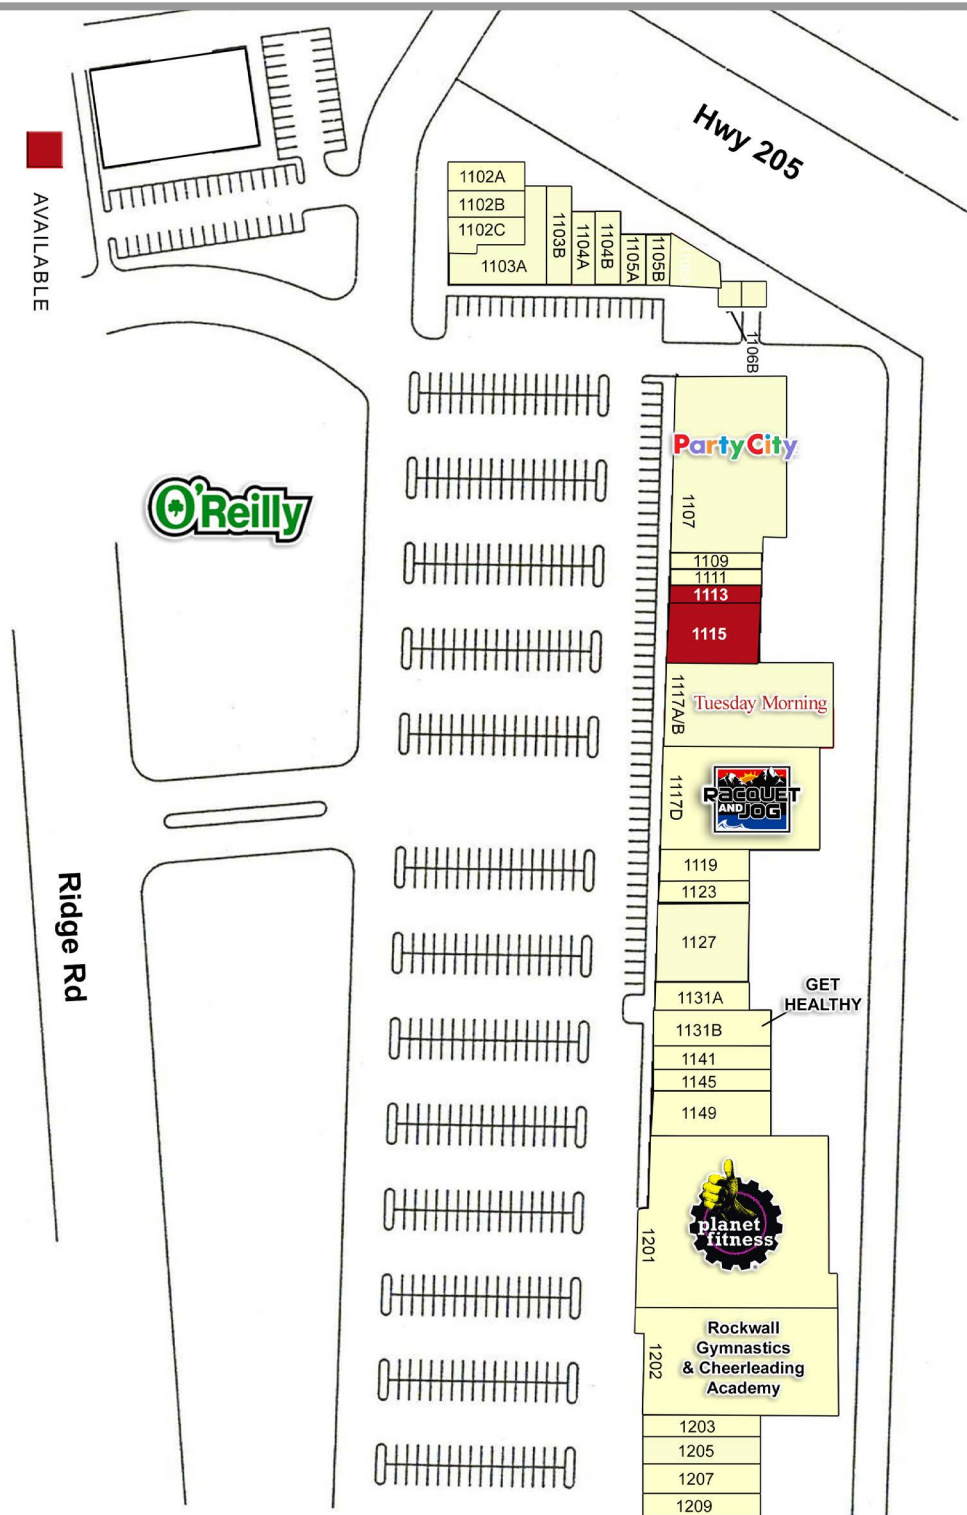 Hwy 205
AVAILABLE
1102A
1102B
1102C
1103A
1103B
1104A
1104B
1105A
1105B
1106B
Party City
1107
O'Reilly
1109
1111
1113
1115
1117A/B
Tuesday Morning
1117D
RACQUET
AND JOG
1119
1123
1127
Ridge Rd
1131A
GET
HEALTHY
1131B
1141
1145
1149
planet
fitness
1201
Rockwall
Gymnastics
& Cheerleading
Academy
1202
1203
1205
1207
1209